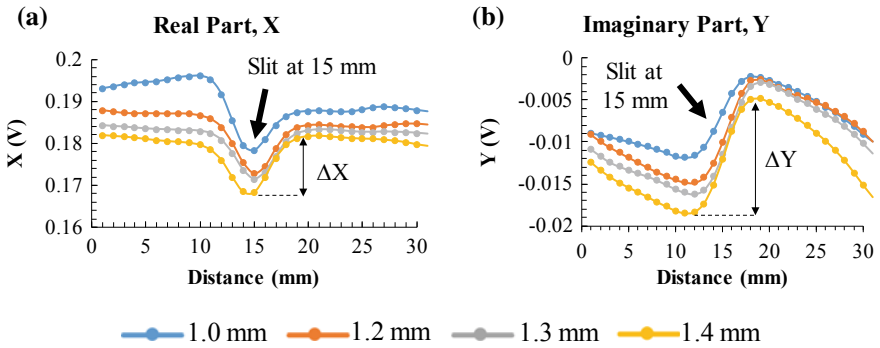 (a)
Real Part, X
X (V)
0.2
0.19
0.18
0.17
0.16
Slit at 15 mm
ΔX
0 5 10 15 20 25 30
Distance (mm)
(b)
Imaginary Part, Y
Y (V)
0
-0.005
-0.01
-0.015
-0.02
Slit at
15 mm
ΔY
0 5 10 15 20 25 30
Distance (mm)
1.0 mm 1.2 mm 1.3 mm 1.4 mm